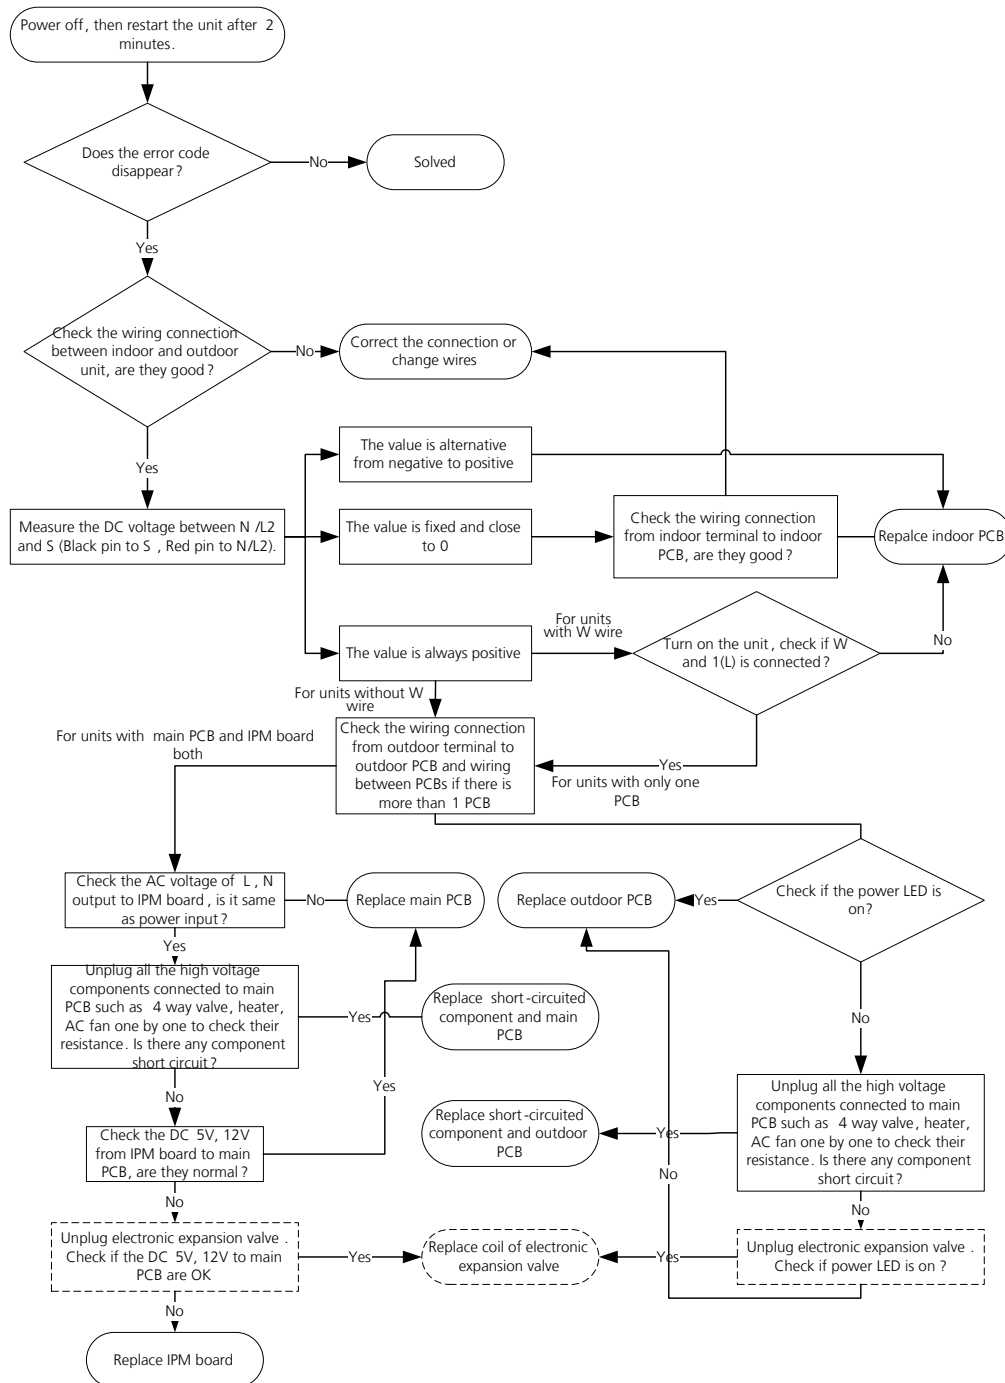 Power off, then restart the unit after 2
minutes.
Does the error code
disappear?
No
Solved
Yes
Check the wiring connection
between indoor and outdoor
unit, are they good?
No
Correct the connection or
change wires
Yes
The value is alternative
from negative to positive
Measure the DC voltage between N/L2
and S (Black pin to S, Red pin to N/L2).
The value is fixed and close
to 0
Check the wiring connection
from indoor terminal to indoor
PCB, are they good?
Repalce indoor PCB
The value is always positive
For units
with W wire
Turn on the unit, check if W
and 1(L) is connected?
No
For units without W
wire
For units with main PCB and IPM board
both
Check the wiring connection
from outdoor terminal to
outdoor PCB and wiring
between PCBs if there is
more than 1 PCB
Yes
For units with only one
PCB
Check the AC voltage of L, N
output to IPM board, is it same
as power input?
No
Replace main PCB
Replace outdoor PCB
Yes
Check if the power LED is
on?
Yes
Unplug all the high voltage
components connected to main
PCB such as 4 way valve, heater,
AC fan one by one to check their
resistance. Is there any component
short circuit?
Yes
Replace short-circuited
component and main
PCB
No
No
Yes
Check the DC 5V, 12V
from IPM board to main
PCB, are they normal?
Replace short-circuited
component and outdoor
PCB
Yes
Unplug all the high voltage
components connected to main
PCB such as 4 way valve, heater,
AC fan one by one to check their
resistance. Is there any component
short circuit?
No
No
No
Unplug electronic expansion valve.
Check if the DC 5V, 12V to main
PCB are OK
Yes
Replace coil of electronic
expansion valve
Yes
Unplug electronic expansion valve.
Check if power LED is on?
No
Replace IPM board